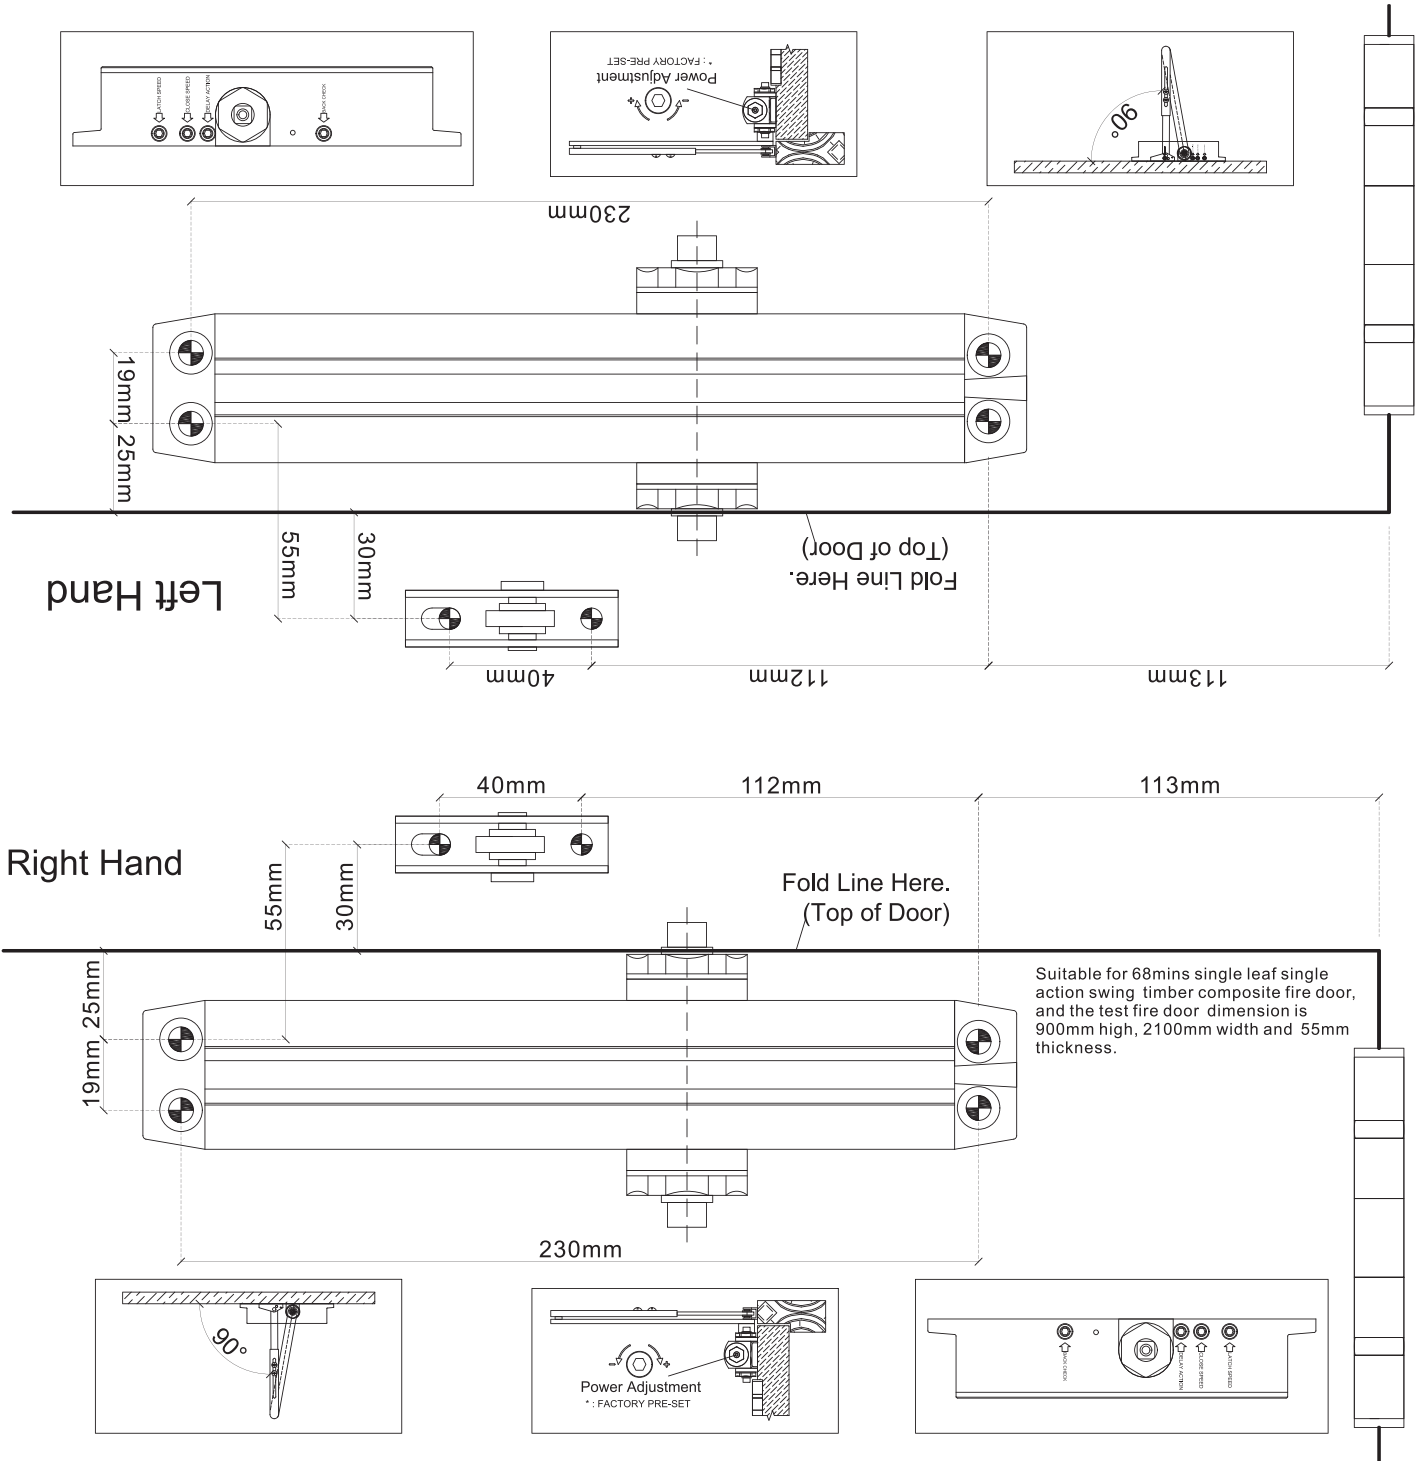 LATCH SPEED
CLOSE SPEED
DELAY ACTION
BACK CHECK
Power Adjustment
* : FACTORY PRE-SET
+
-
90°
230mm
19mm
25mm
55mm
30mm
Fold Line Here.
(Top of Door)
Left Hand
40mm
112mm
113mm
40mm
112mm
113mm
Right Hand
55mm
30mm
Fold Line Here.
(Top of Door)
25mm
19mm
Suitable for 68mins single leaf single
action swing timber composite fire door,
and the test fire door dimension is
900mm high, 2100mm width and 55mm
thickness.
230mm
90°
-
+
Power Adjustment
* : FACTORY PRE-SET
BACK CHECK
DELAY ACTION
CLOSE SPEED
LATCH SPEED